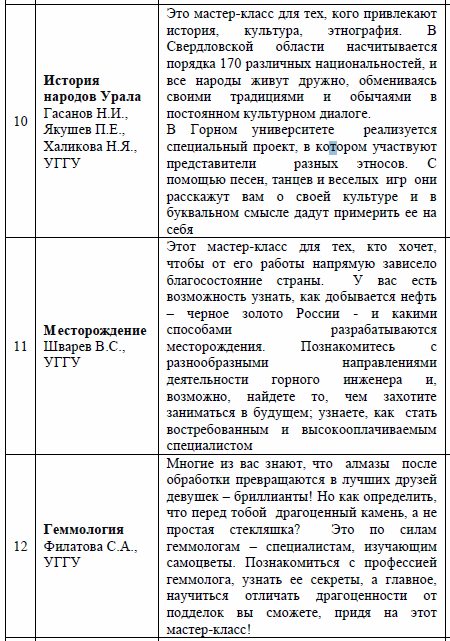 10
История
народов Урала
Гасанов Н.И.,
Якушев П.Е.,
Халикова Н.Я.,
УГГУ
Это мастер-класс для тех, кого привлекают
история, культура, этнография. В
Свердловской области насчитывается
порядка 170 различных национальностей, и
все народы живут дружно, обмениваясь
своими традициями и обычаями в
постоянном культурном диалоге.
В Горном университете реализуется
специальный проект, в котором участвуют
представители разных этносов. С
помощью песен, танцев и веселых игр они
расскажут вам о своей культуре и в
буквальном смысле дадут примерить ее на
себя
11
Месторождение
Шварев В.С.,
УГГУ
Этот мастер-класс для тех, кто хочет,
чтобы от его работы напрямую зависело
благосостояние страны. У вас есть
возможность узнать, как добывается нефть
– черное золото России - и какими
способами разрабатываются
месторождения. Познакомитесь с
разнообразными направлениями
деятельности горного инженера и,
возможно, найдете то, чем захотите
заниматься в будущем; узнаете, как стать
востребованным и высокооплачиваемым
специалистом
12
Геммология
Филатова С.А.,
УГГУ
Многие из вас знают, что алмазы после
обработки превращаются в лучших друзей
девушек – бриллианты! Но как определить,
что перед тобой драгоценный камень, а не
простая стекляшка? Это по силам
геммологам – специалистам, изучающим
самоцветы. Познакомиться с профессией
геммолога, узнать ее секреты, а главное,
научиться отличать драгоценности от
подделок вы сможете, придя на этот
мастер-класс!